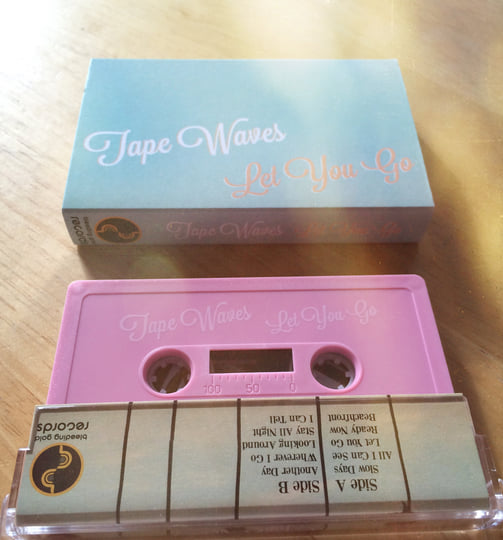 Tape Waves
Let You Go
bleeding gold
records
Tape Waves Let You Go
Tape Waves Let You Go
100 50 0
bleeding gold
records
Side A
Slow Days
All I Can See
Let You Go
Ready Now
Beachfront
Side B
Another Day
Wherever I Go
Looking Around
Stay All Night
I Can Tell